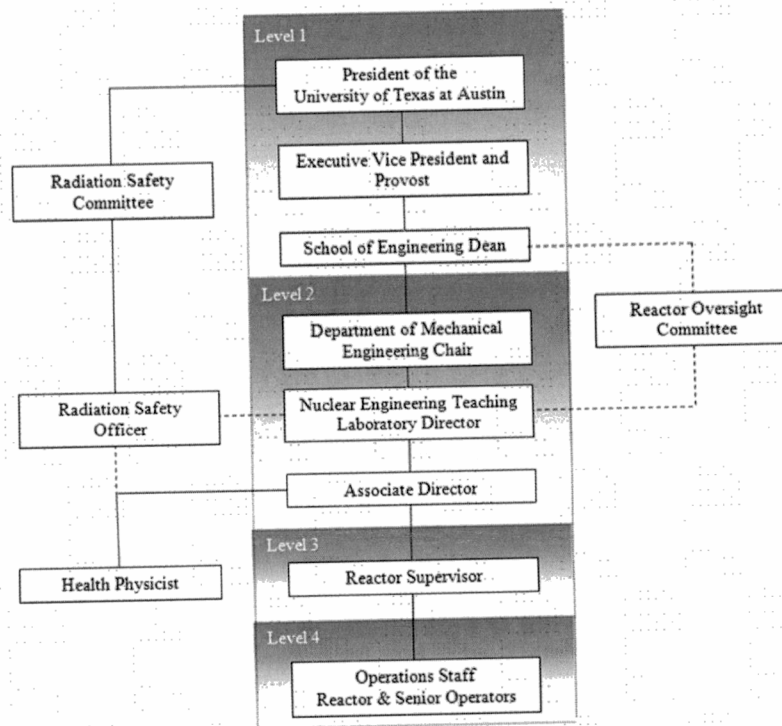 Level 1
President of the
University of Texas at Austin
Executive Vice President and
Provost
Radiation Safety
Committee
School of Engineering Dean
Level 2
Reactor Oversight
Committee
Department of Mechanical
Engineering Chair
Nuclear Engineering Teaching
Laboratory Director
Radiation Safety
Officer
Associate Director
Level 3
Health Physicist
Reactor Supervisor
Level 4
Operations Staff
Reactor & Senior Operators